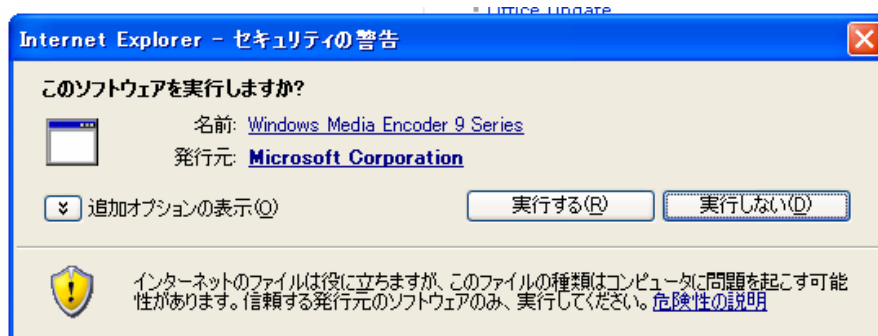 Office Update
Internet Explorer - セキュリティの警告
このソフトウェアを実行しますか?
名前: Windows Media Encoder 9 Series
発行元: Microsoft Corporation
追加オプションの表示(O)
実行する(R)
実行しない(D)
インターネットのファイルは役に立ちますが、このファイルの種類はコンピュータに問題を起こす可能
性があります。信頼する発行元のソフトウェアのみ、実行してください。危険性の説明